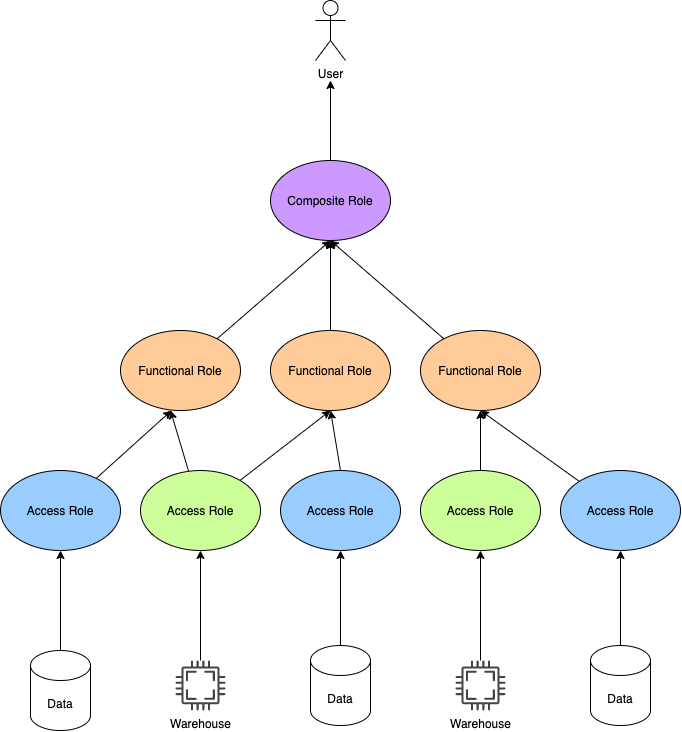 User
Composite Role
Functional Role
Functional Role
Functional Role
Access Role
Access Role
Access Role
Access Role
Access Role
Data
Warehouse
Data
Warehouse
Data